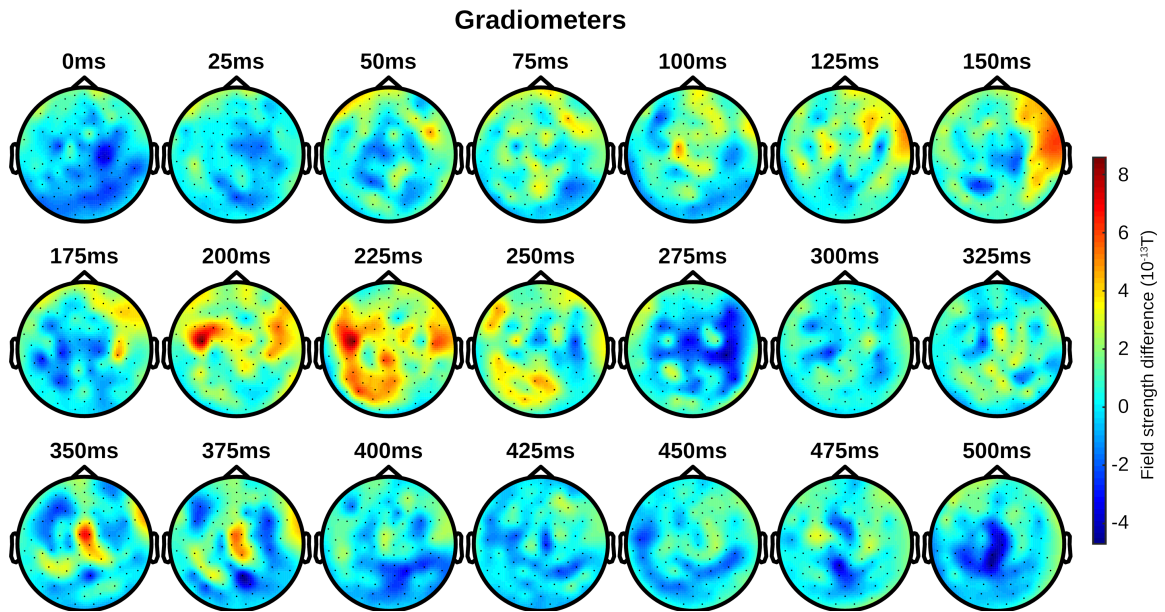 Gradiometers
0ms 25ms 50ms 75ms 100ms 125ms 150ms
175ms 200ms 225ms 250ms 275ms 300ms 325ms
350ms 375ms 400ms 425ms 450ms 475ms 500ms
8
6
4
2
0
-2
-4
Field strength difference (10⁻¹³T)